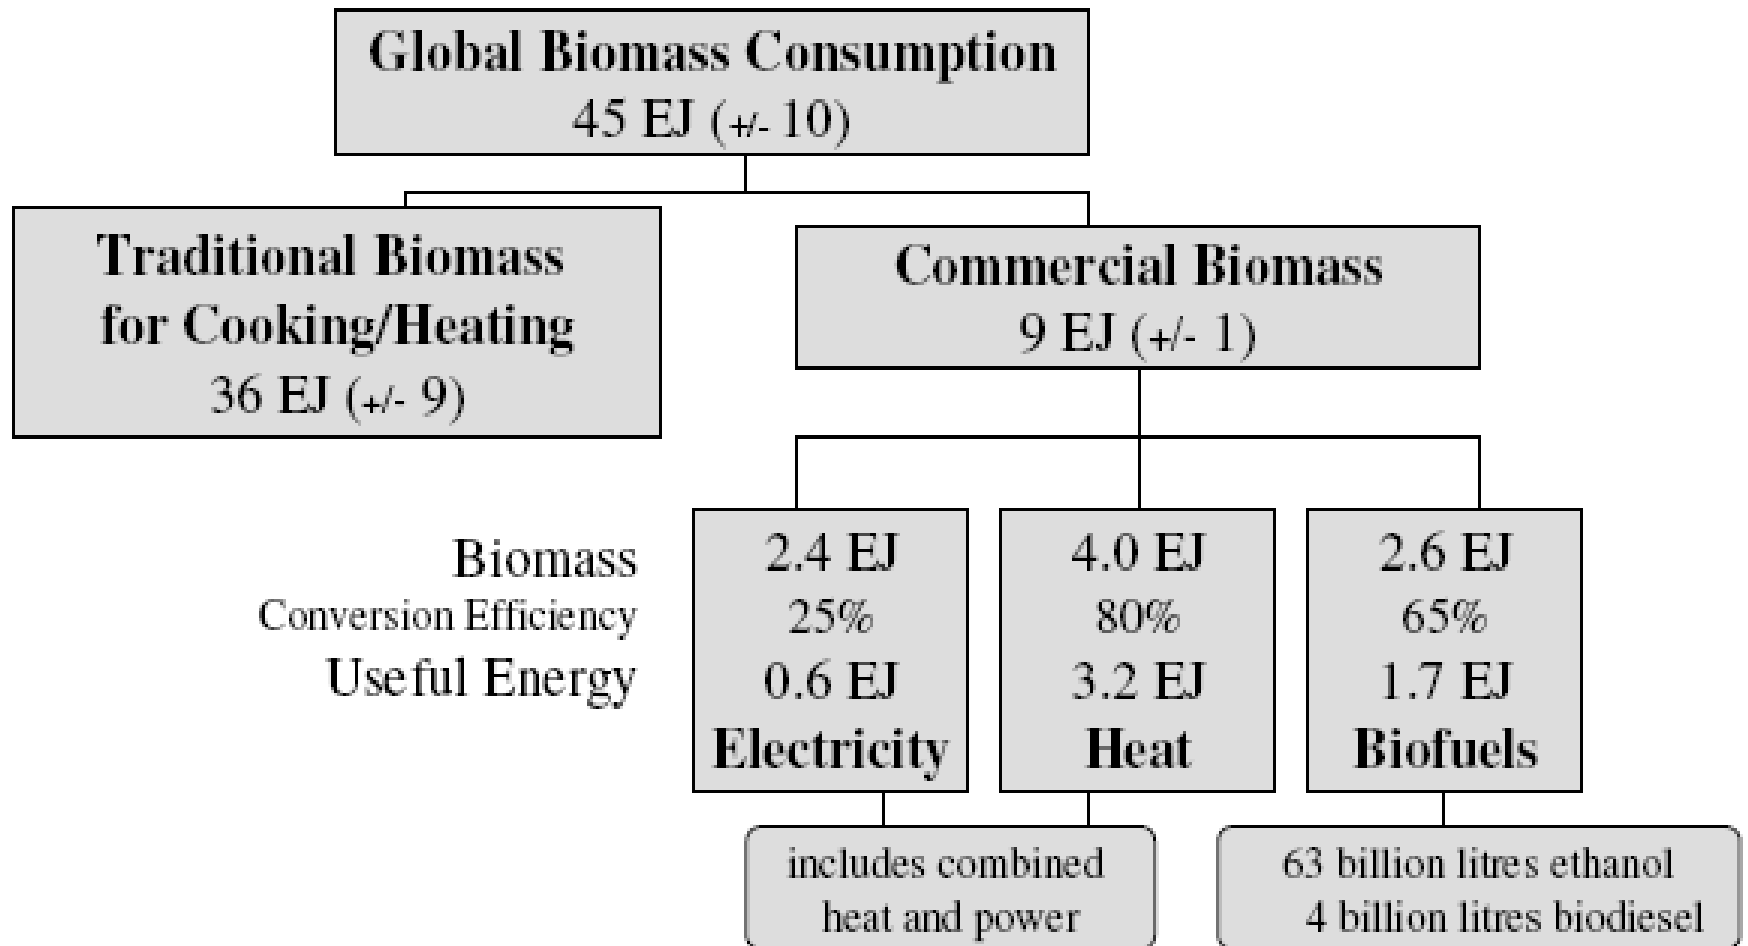 Global Biomass Consumption
45 EJ (+/- 10)
Traditional Biomass
for Cooking/Heating
36 EJ (+/- 9)
Commercial Biomass
9 EJ (+/- 1)
Biomass 2.4 EJ 4.0 EJ 2.6 EJ
Conversion Efficiency 25% 80% 65%
Useful Energy 0.6 EJ 3.2 EJ 1.7 EJ
Electricity Heat Biofuels
includes combined
heat and power
63 billion litres ethanol
4 billion litres biodiesel